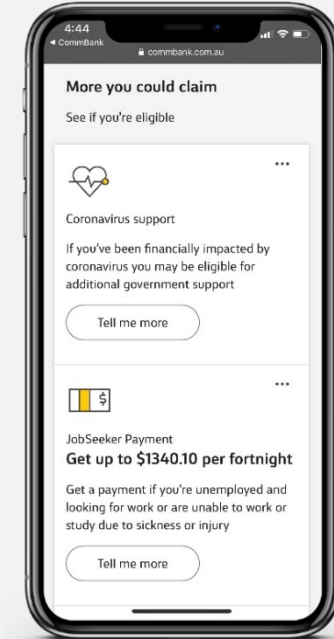 4:44
◀ CommBank
commbank.com.au
More you could claim
See if you're eligible
...
Coronavirus support
If you've been financially impacted by
coronavirus you may be eligible for
additional government support
Tell me more
...
$
JobSeeker Payment
Get up to $1340.10 per fortnight
Get a payment if you're unemployed and
looking for work or are unable to work or
study due to sickness or injury
Tell me more